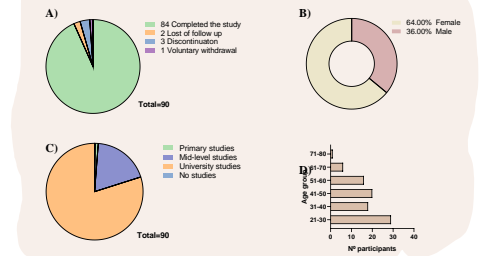 A)
84 Completed the study
2 Lost of follow up
3 Discontinuaton
1 Voluntary withdrawal
Total=90
B)
64.00% Female
36.00% Male
C)
Primary studies
Mid-level studies
University studies
No studies
Total=90
D)
Age group
71-80
61-70
51-60
41-50
31-40
21-30
0 10 20 30 40
Nº participants